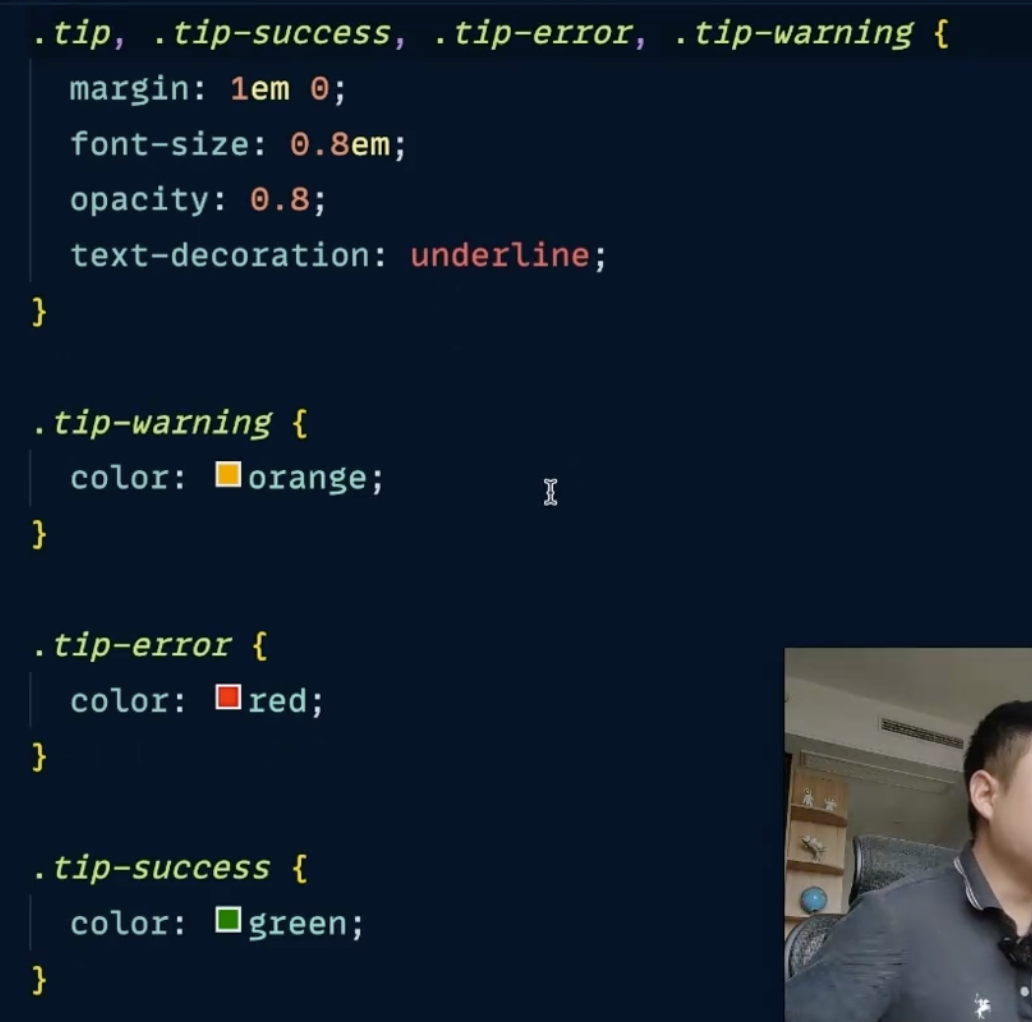 .tip, .tip-success, .tip-error, .tip-warning {
margin: 1em 0;
font-size: 0.8em;
opacity: 0.8;
text-decoration: underline;
}
.tip-warning {
color: orange;
}
.tip-error {
color: red;
}
.tip-success {
color: green;
}